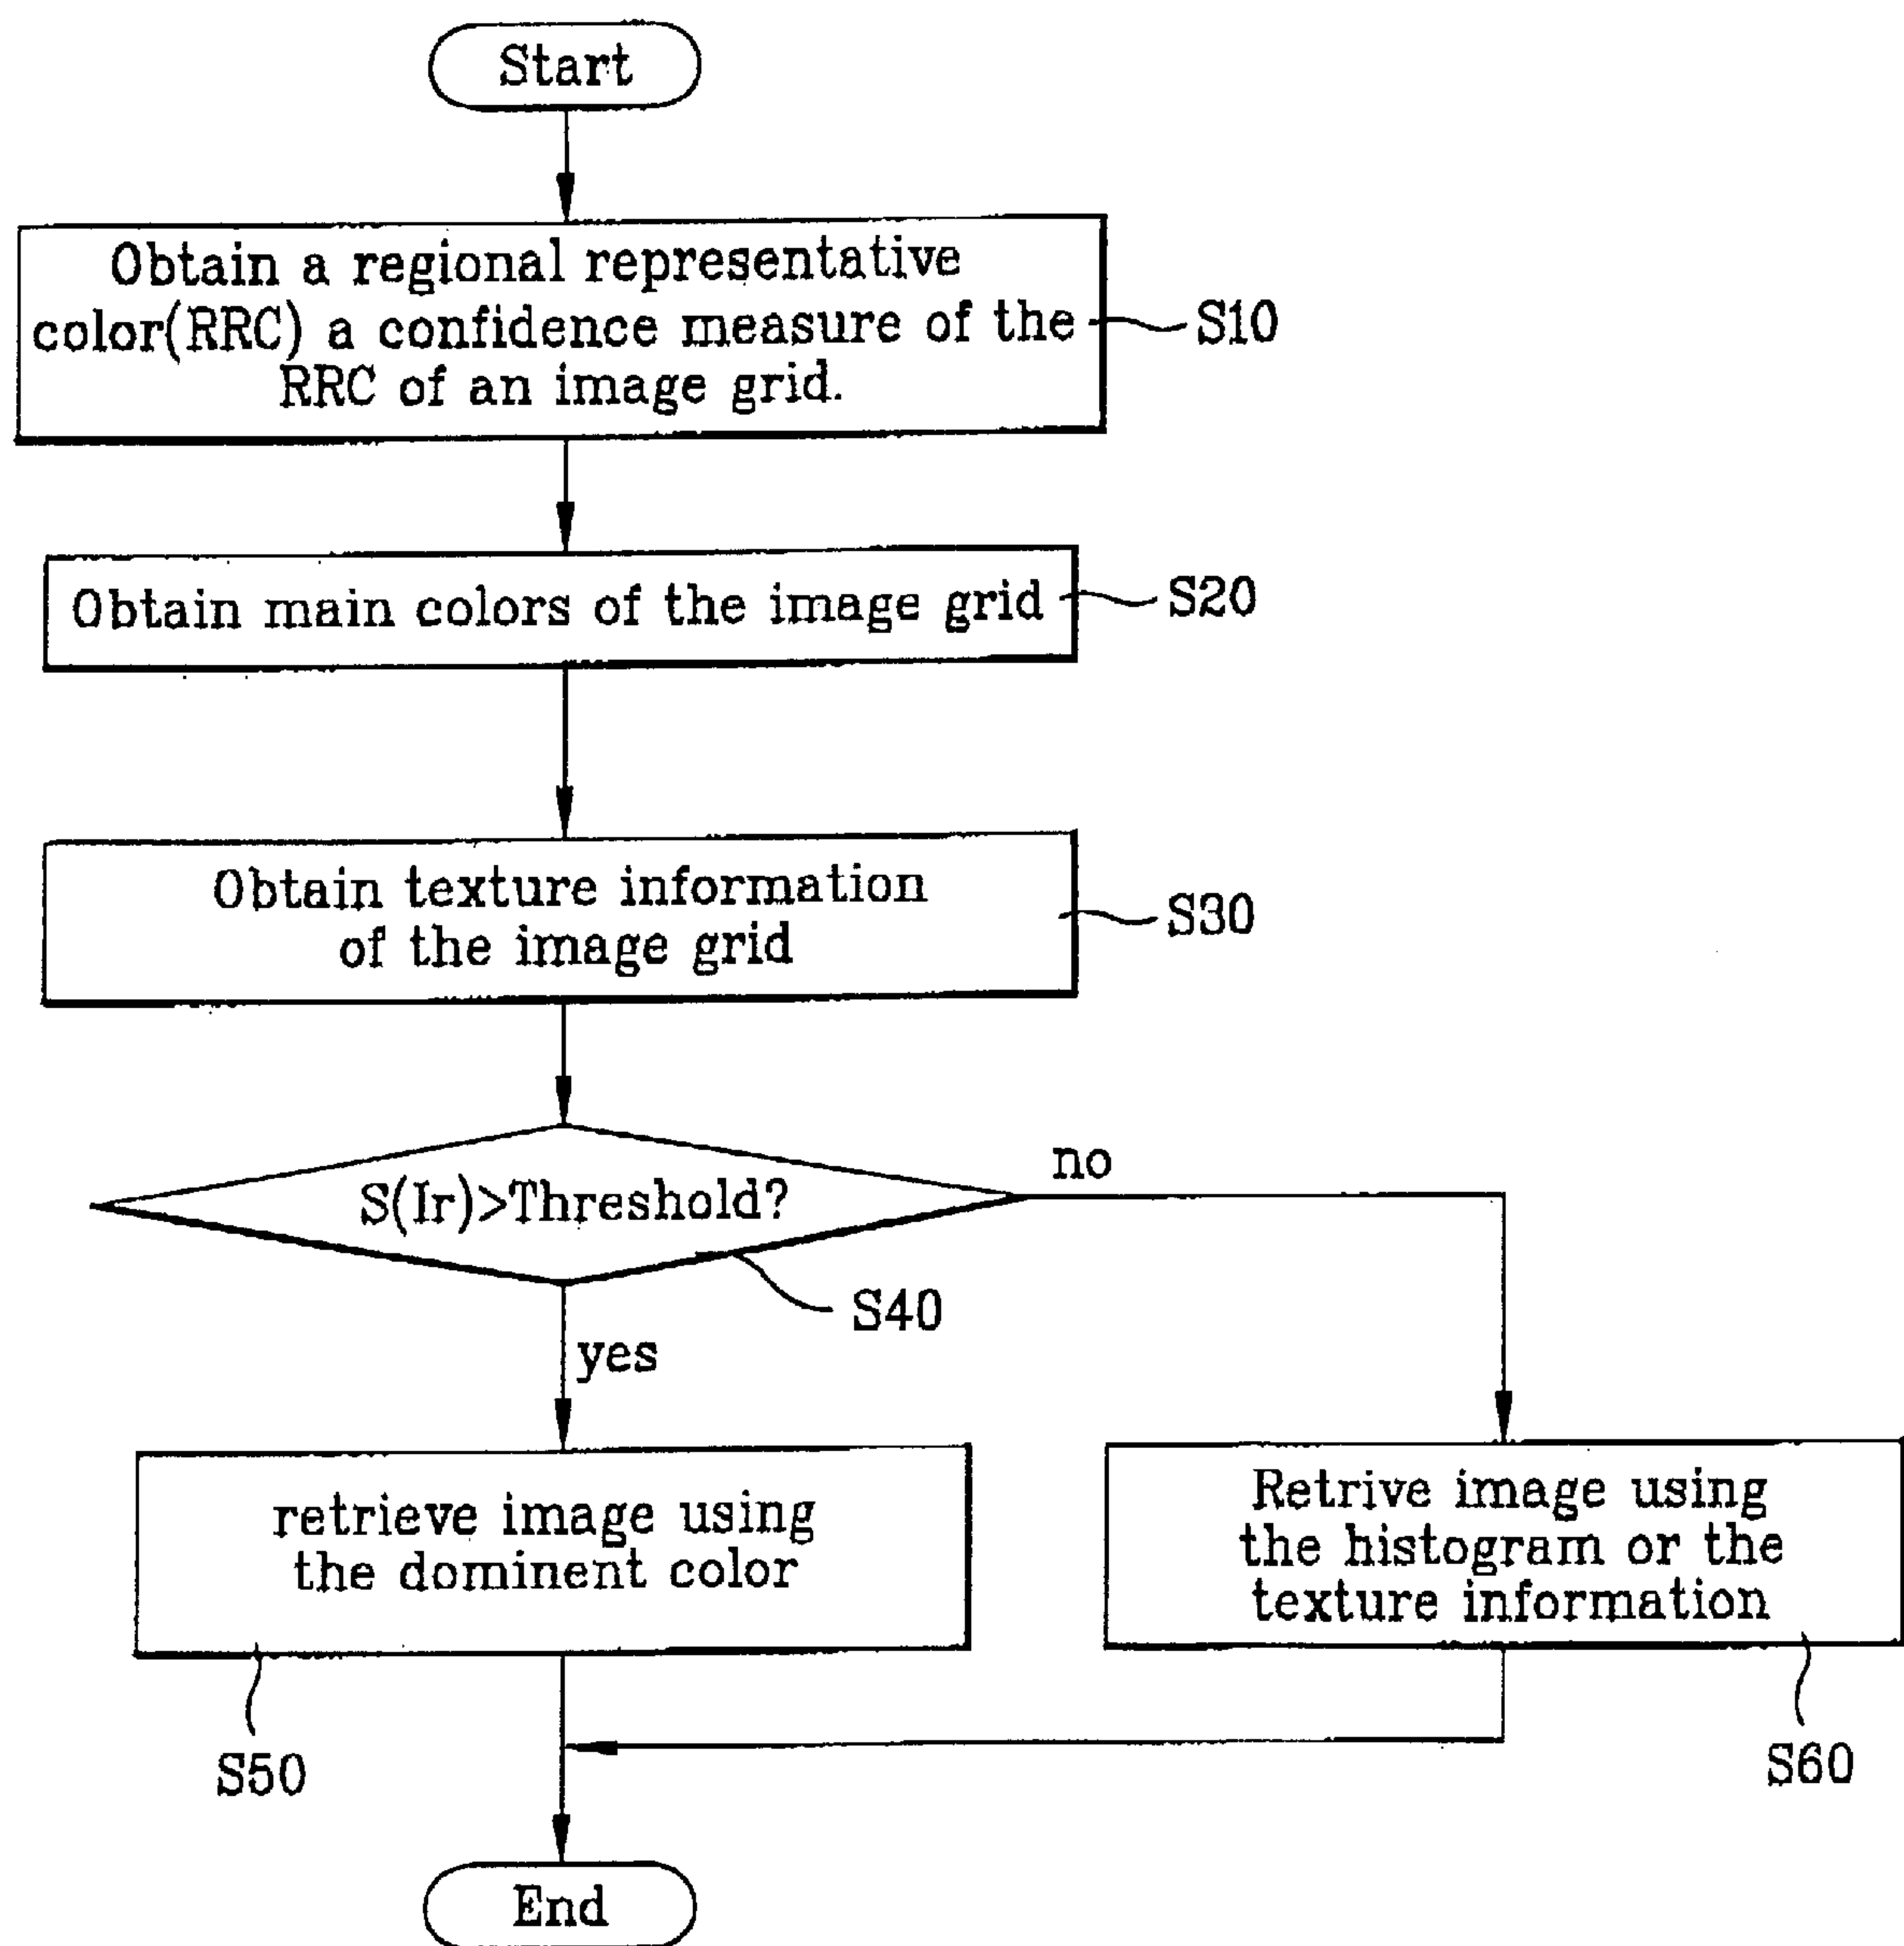 Start
Obtain a regional representative
color(RRC) a confidence measure of the
RRC of an image grid.
S10
Obtain main colors of the image grid
S20
Obtain texture information
of the image grid
S30
S(Ir)>Threshold?
no
S40
yes
retrieve image using
the dominent color
S50
Retrive image using
the histogram or the
texture information
S60
End